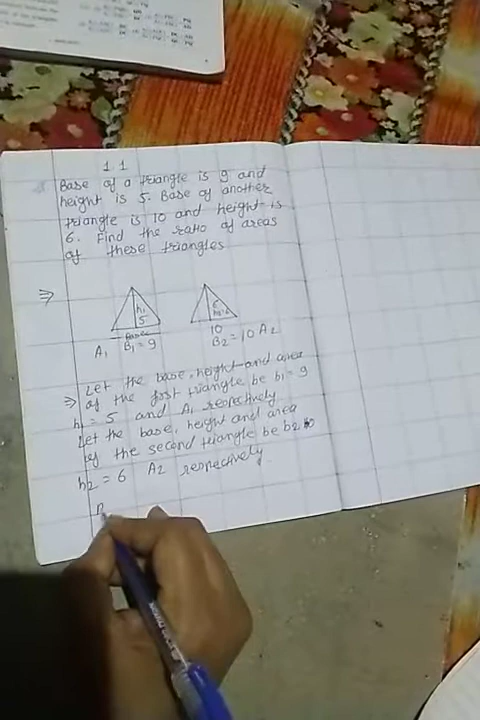 1 1
Base of a triangle is 9 and
height is 5. Base of another
triangle is 10 and height is
6. Find the ratio of areas
of these triangles
⇒
h1
5
Base
A1 B1 = 9
6
10
B2 = 10 A2
⇒ Let the base, height and area
of the first triangle be b1 = 9
h1 = 5 and A1 respectively.
Let the base, height and area
of the second triangle be b2
h2 = 6 A2 respectively